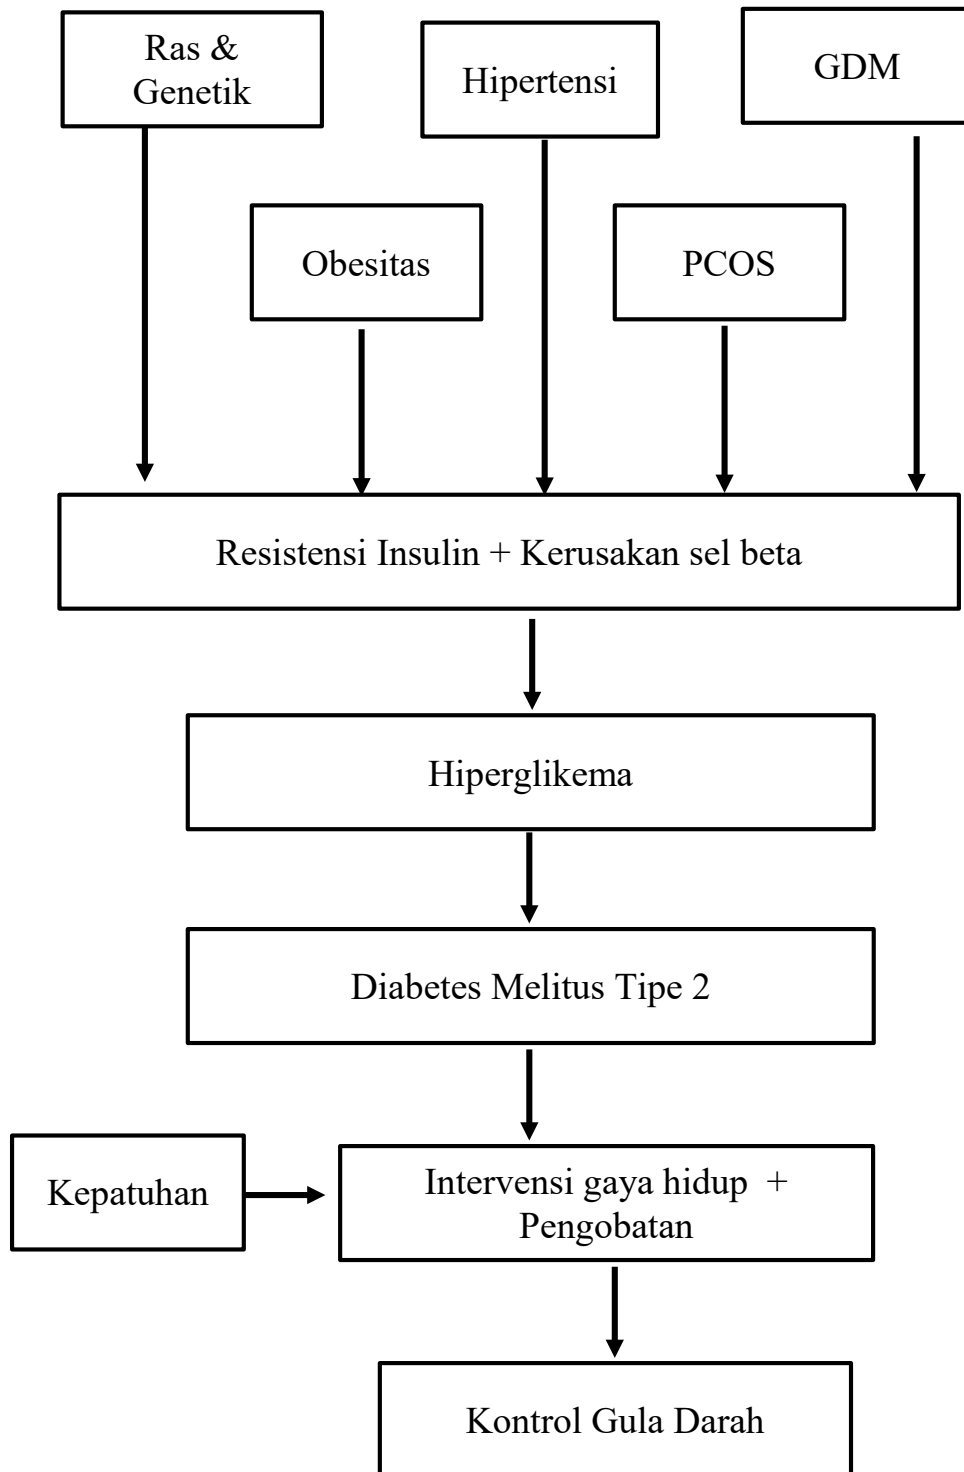 Ras &
Genetik
Hipertensi
GDM
Obesitas
PCOS
Resistensi Insulin + Kerusakan sel beta
Hiperglikema
Diabetes Melitus Tipe 2
Kepatuhan
Intervensi gaya hidup +
Pengobatan
Kontrol Gula Darah